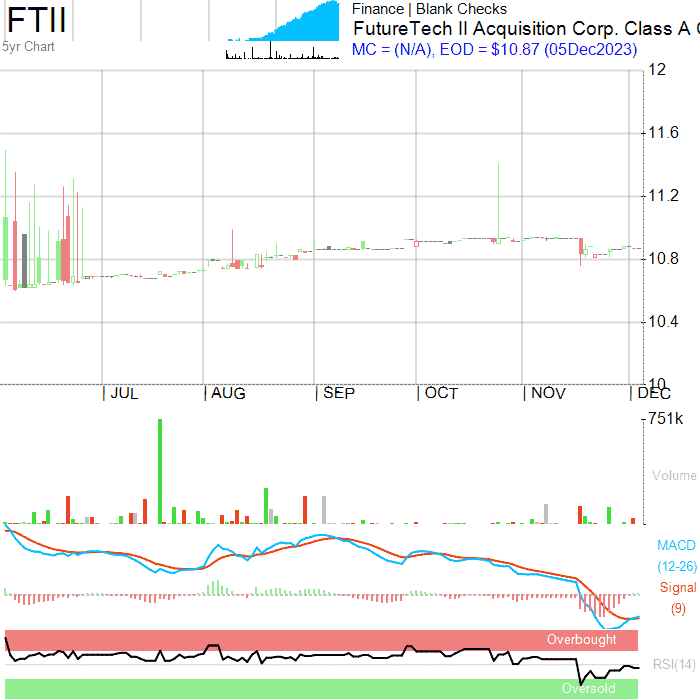 FTII
5yr Chart
Finance | Blank Checks
FutureTech II Acquisition Corp. Class A
MC = (N/A), EOD = $10.87 (05Dec2023)
12
11.6
11.2
10.8
10.4
10
JUL AUG SEP OCT NOV DEC
751k
Volume
MACD
(12-26)
Signal
(9)
Overbought
RSI(14)
Oversold